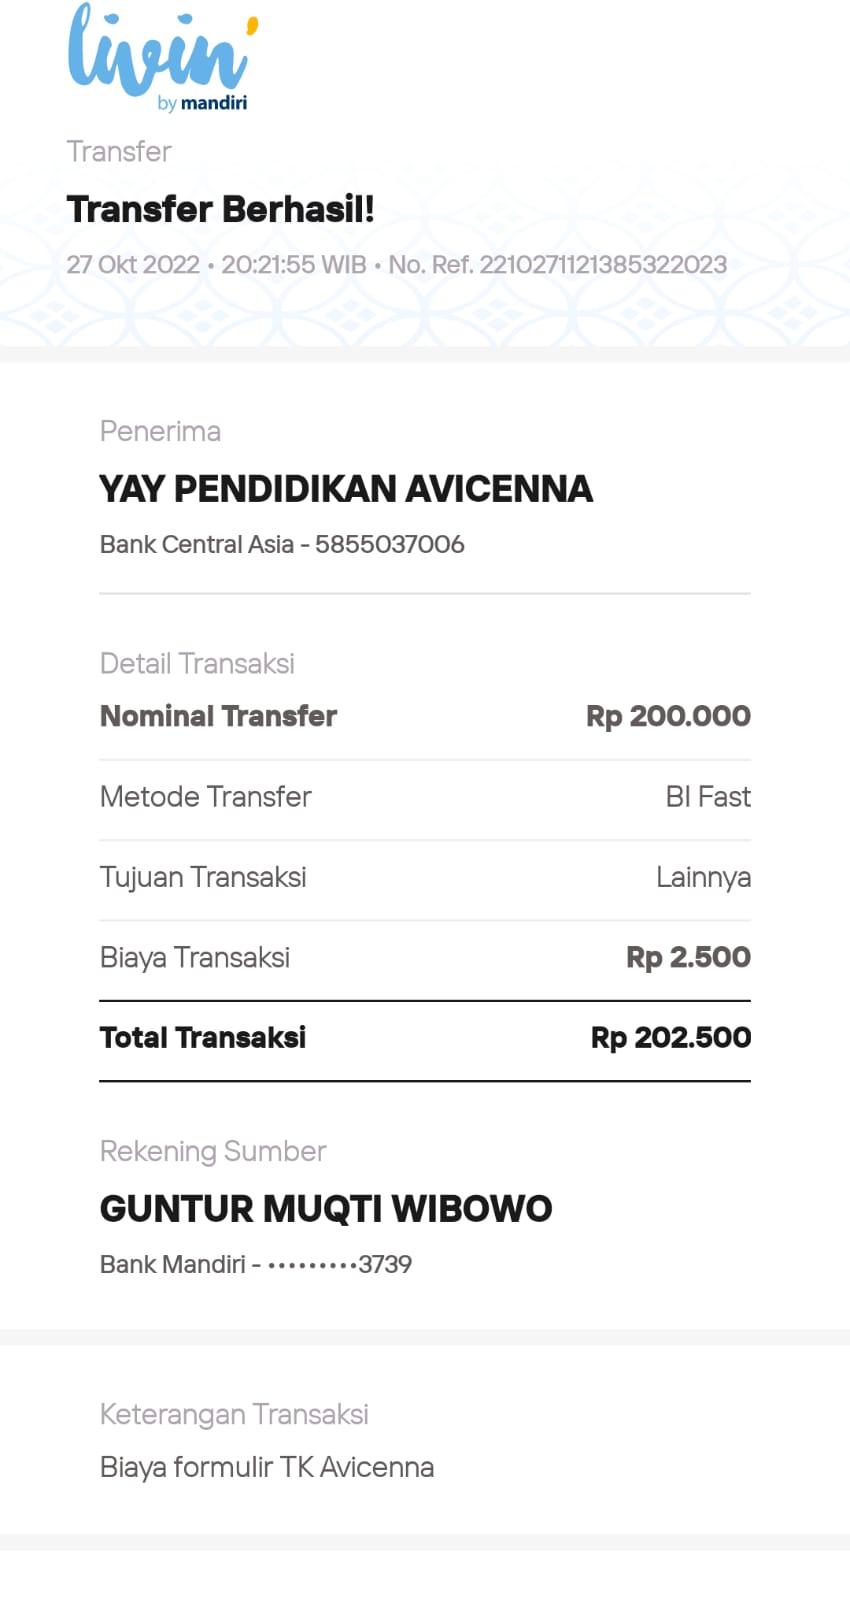 livin'
by mandiri
Transfer
Transfer Berhasil!
27 Okt 2022 • 20:21:55 WIB • No. Ref. 2210271121385322023
Penerima
YAY PENDIDIKAN AVICENNA
Bank Central Asia - 5855037006
Detail Transaksi
Nominal Transfer Rp 200.000
Metode Transfer BI Fast
Tujuan Transaksi Lainnya
Biaya Transaksi Rp 2.500
Total Transaksi Rp 202.500
Rekening Sumber
GUNTUR MUQTI WIBOWO
Bank Mandiri - •••••••••3739
Keterangan Transaksi
Biaya formulir TK Avicenna